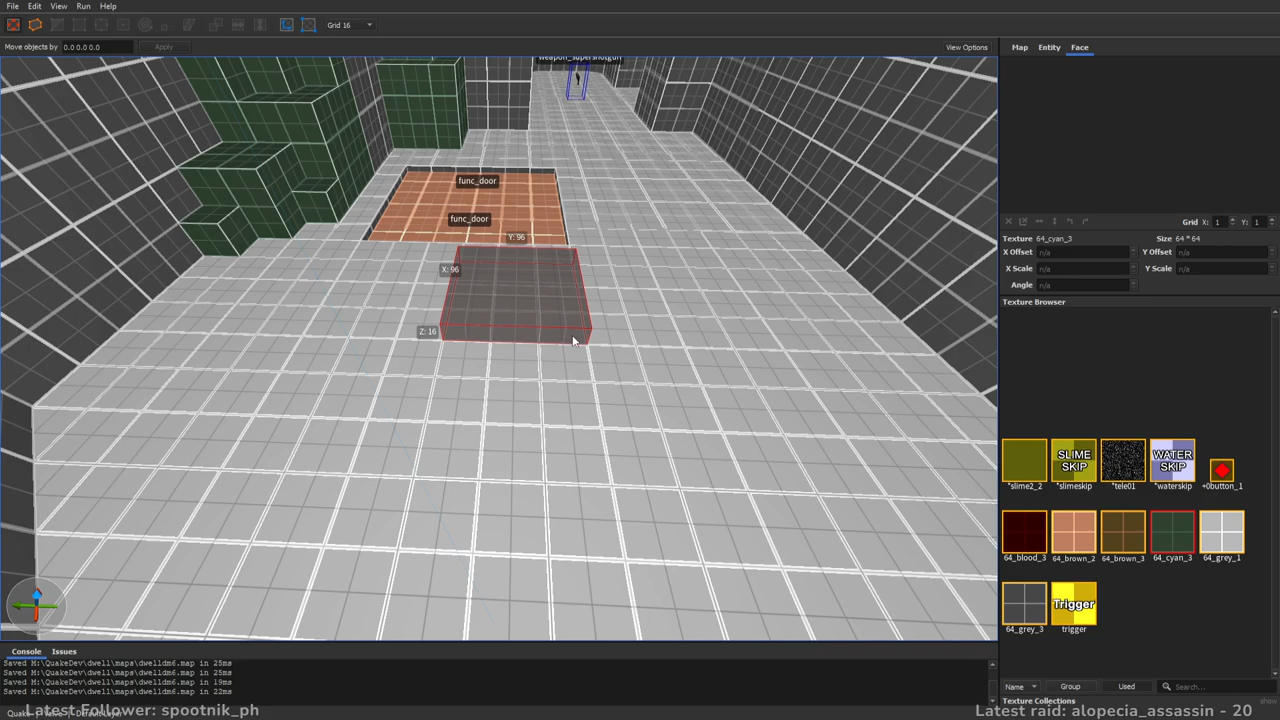 File Edit View Run Help
Grid 16
Move objects by 0.0 0.0 0.0 Apply View Options
Map Entity Face
weapon_supershotgun
func_door
func_door
Y: 96
X: 96
Z: 16
Grid X: 1 Y: 1
Texture 64_cyan_3 Size 64 * 64
X Offset n/a Y Offset n/a
X Scale n/a Y Scale n/a
Angle n/a
Texture Browser
SLIME SKIP
WATER SKIP
*slime2_2 *slimeskip *tele01 *waterskip +0button_1
64_blood_3 64_brown_2 64_brown_3 64_cyan_3 64_grey_1
Trigger
64_grey_3 trigger
Console Issues
Saved M:\QuakeDev\dwell\maps\dwelldm6.map in 25ms
Saved M:\QuakeDev\dwell\maps\dwelldm6.map in 25ms
Saved M:\QuakeDev\dwell\maps\dwelldm6.map in 19ms
Saved M:\QuakeDev\dwell\maps\dwelldm6.map in 22ms
Name Group Used Search...
Texture Collections show
Latest Follower: spootnik_ph
Latest raid: alopecia_assassin - 20